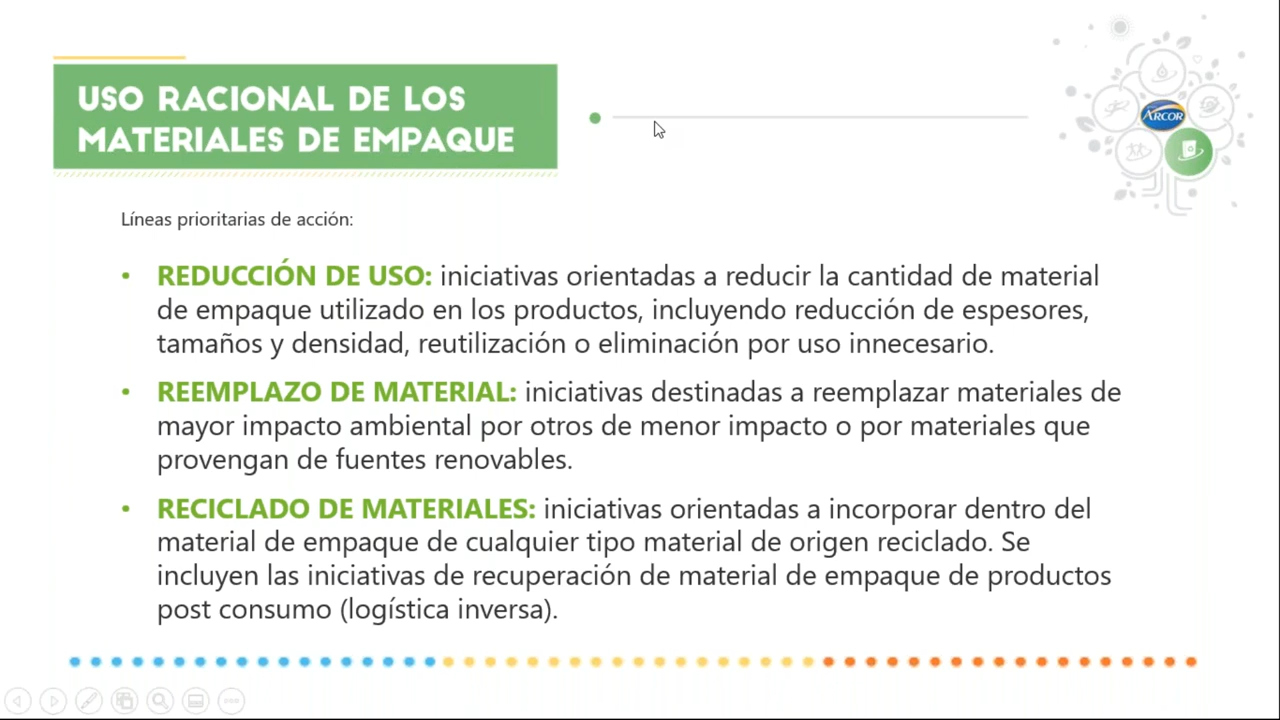 USO RACIONAL DE LOS
MATERIALES DE EMPAQUE
ARCOR
Líneas prioritarias de acción:
• REDUCCIÓN DE USO: iniciativas orientadas a reducir la cantidad de material
de empaque utilizado en los productos, incluyendo reducción de espesores,
tamaños y densidad, reutilización o eliminación por uso innecesario.
• REEMPLAZO DE MATERIAL: iniciativas destinadas a reemplazar materiales de
mayor impacto ambiental por otros de menor impacto o por materiales que
provengan de fuentes renovables.
• RECICLADO DE MATERIALES: iniciativas orientadas a incorporar dentro del
material de empaque de cualquier tipo material de origen reciclado. Se
incluyen las iniciativas de recuperación de material de empaque de productos
post consumo (logística inversa).